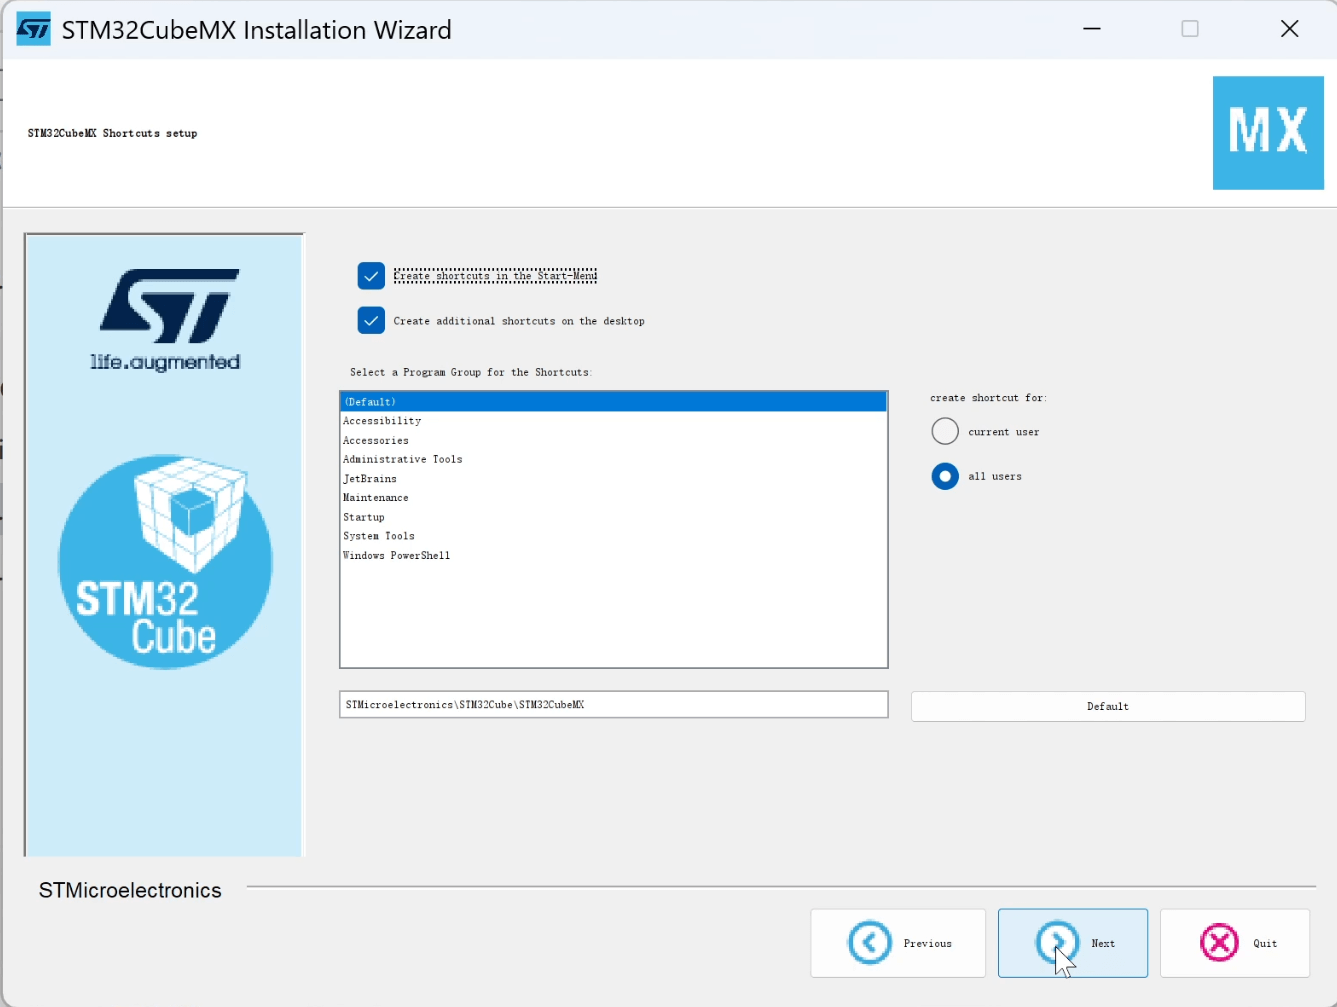 STM32CubeMX Installation Wizard
STM32CubeMX Shortcuts setup
MX
ST
life.augmented
STM32
Cube
Create shortcuts in the Start-Menu
Create additional shortcuts on the desktop
Select a Program Group for the Shortcuts:
(Default)
Accessibility
Accessories
Administrative Tools
JetBrains
Maintenance
Startup
System Tools
Windows PowerShell
create shortcut for:
current user
all users
STMicroelectronics\STM32Cube\STM32CubeMX
Default
STMicroelectronics
Previous
Next
Quit